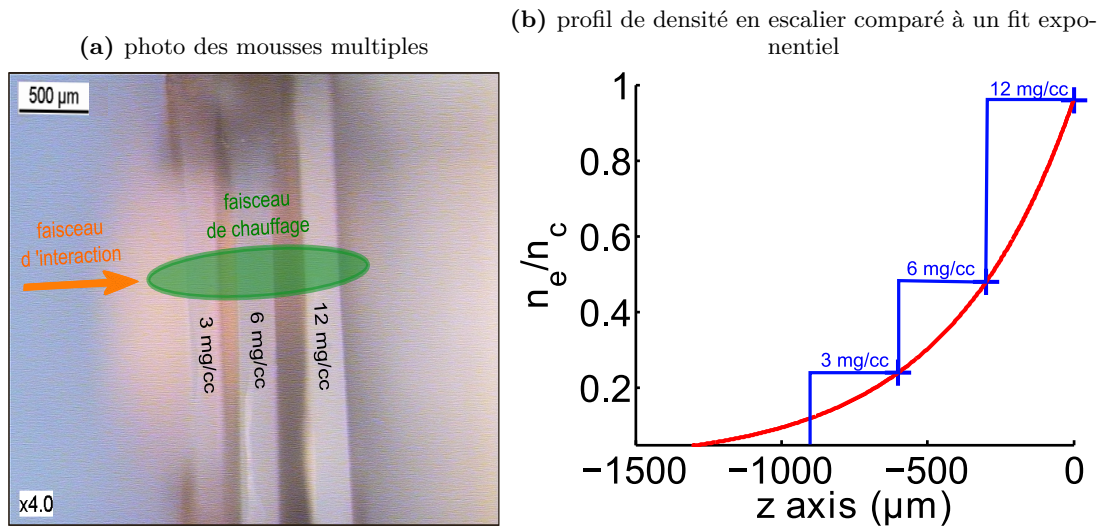 (a) photo des mousses multiples
500 µm
faisceau
d 'interaction
faisceau
de chauffage
3 mg/cc
6 mg/cc
12 mg/cc
x4.0
(b) profil de densité en escalier comparé à un fit expo-
nentiel
1
0.8
0.6
0.4
0.2
n_e/n_c
12 mg/cc
6 mg/cc
3 mg/cc
−1500
−1000
−500
0
z axis (µm)